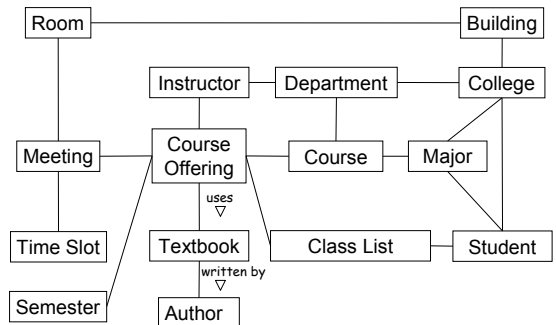 Room
Building
Instructor
Department
College
Meeting
Course
Offering
Course
Major
uses
▽
Time Slot
Textbook
Class List
Student
written by
▽
Semester
Author